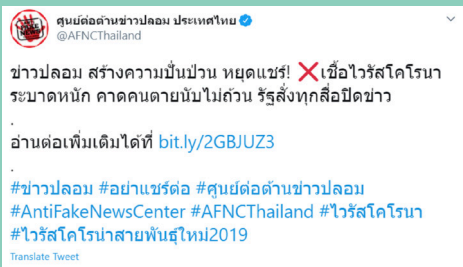 ศูนย์ต่อต้านข่าวปลอม ประเทศไทย
@AFNCThailand
ข่าวปลอม สร้างความปั่นป่วน หยุดแชร์! ❌เชื้อไวรัสโคโรนา
ระบาดหนัก คาดคนตายนับไม่ถ้วน รัฐสั่งทุกสื่อปิดข่าว
.
อ่านต่อเพิ่มเติมได้ที่ bit.ly/2GBJUZ3
.
#ข่าวปลอม #อย่าแชร์ต่อ #ศูนย์ต่อต้านข่าวปลอม
#AntiFakeNewsCenter #AFNCThailand #ไวรัสโคโรนา
#ไวรัสโคโรน่าสายพันธุ์ใหม่2019
Translate Tweet